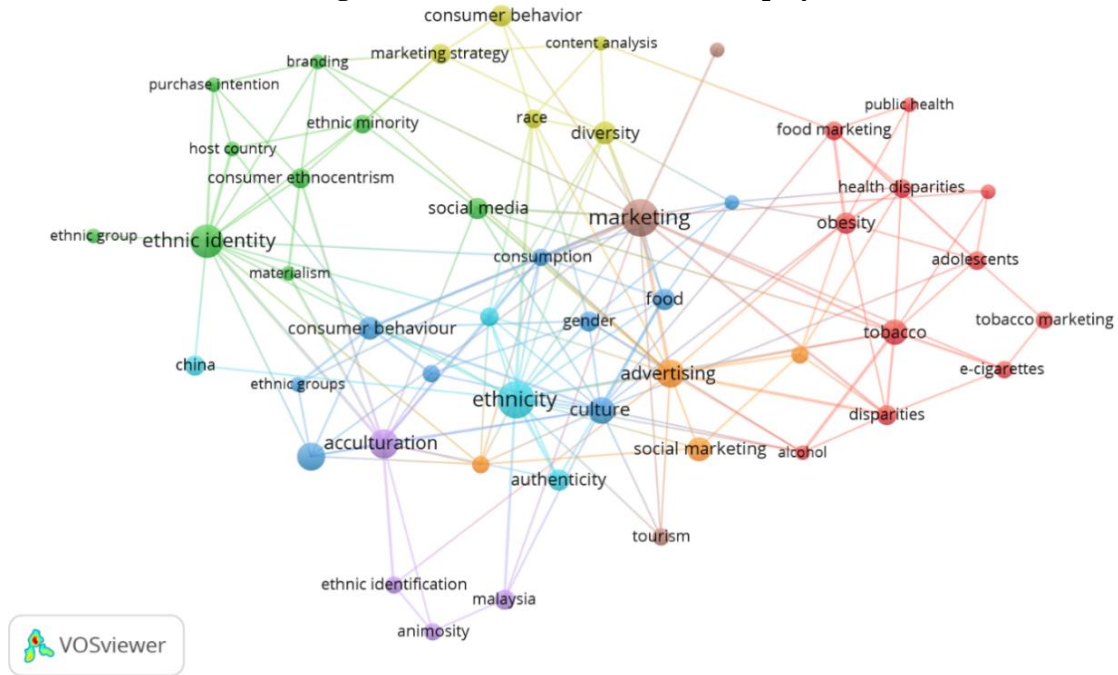 consumer behavior
content analysis
marketing strategy
branding
purchase intention
public health
race
ethnic minority
diversity
food marketing
host country
consumer ethnocentrism
health disparities
social media
marketing
obesity
ethnic group
ethnic identity
consumption
adolescents
materialism
food
consumer behaviour
gender
tobacco marketing
tobacco
china
advertising
e-cigarettes
ethnic groups
ethnicity
culture
disparities
acculturation
social marketing
alcohol
authenticity
tourism
ethnic identification
malaysia
animosity
VOSviewer